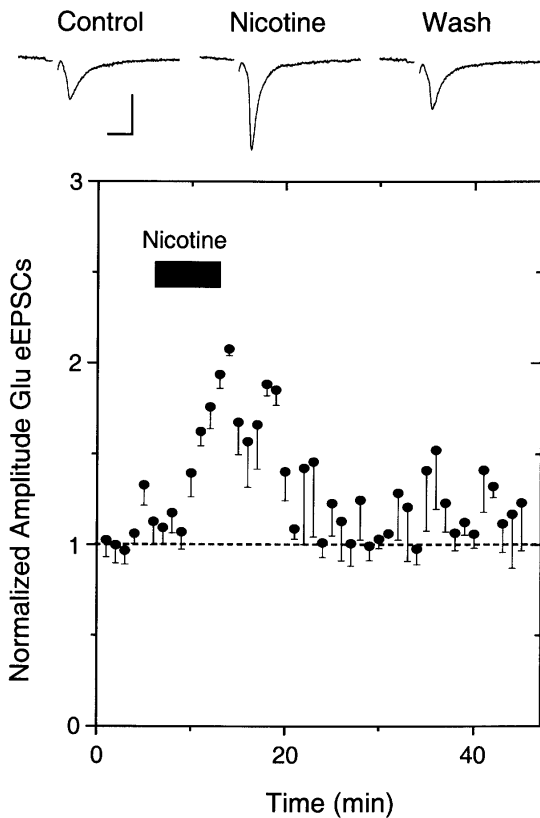 Control Nicotine Wash
3
Nicotine
2
1
0
Normalized Amplitude Glu eEPSCs
0 20 40
Time (min)